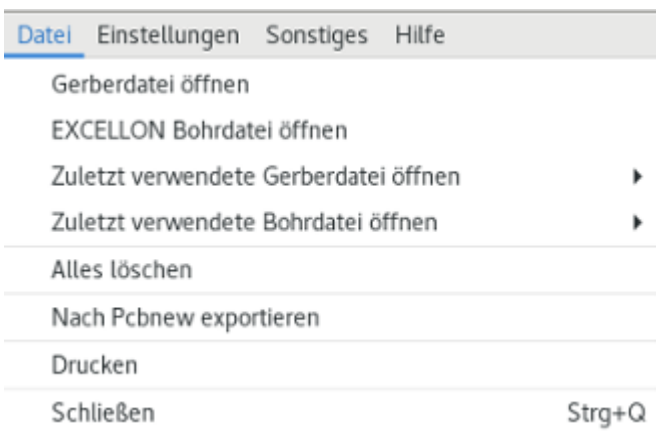 Datei Einstellungen Sonstiges Hilfe
Gerberdatei öffnen
EXCELLON Bohrdatei öffnen
Zuletzt verwendete Gerberdatei öffnen
Zuletzt verwendete Bohrdatei öffnen
Alles löschen
Nach Pcbnew exportieren
Drucken
Schließen Strg+Q